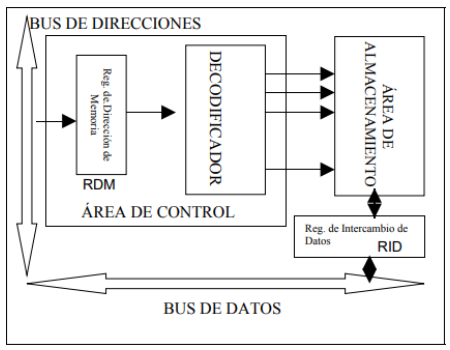 BUS DE DIRECCIONES
Reg. de Dirección de
Memoria
RDM
DECODIFICADOR
ÁREA DE CONTROL
ÁREA DE
ALMACENAMIENTO
Reg. de Intercambio de
Datos
RID
BUS DE DATOS